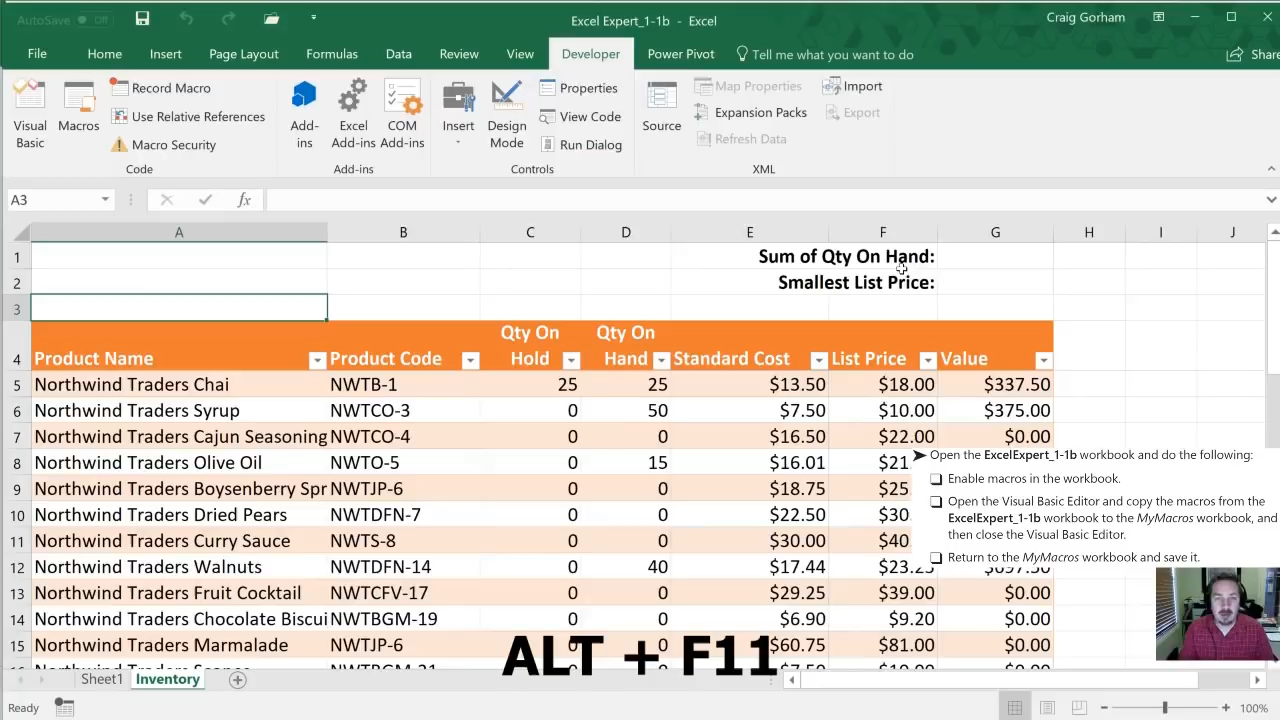 AutoSave Off
Excel Expert_1-1b - Excel
Craig Gorham
File Home Insert Page Layout Formulas Data Review View Developer Power Pivot Tell me what you want to do Share
Visual Basic
Macros
Record Macro
Use Relative References
Macro Security
Code
Add-ins
Excel Add-ins
COM Add-ins
Add-ins
Insert
Design Mode
Properties
View Code
Run Dialog
Controls
Source
Map Properties
Expansion Packs
Refresh Data
Import
Export
XML
A3 fx
A B C D E F G H I J
1 Sum of Qty On Hand:
2 Smallest List Price:
3
4 Product Name Product Code Qty On Hold Qty On Hand Standard Cost List Price Value
5 Northwind Traders Chai NWTB-1 25 25 $13.50 $18.00 $337.50
6 Northwind Traders Syrup NWTCO-3 0 50 $7.50 $10.00 $375.00
7 Northwind Traders Cajun Seasoning NWTCO-4 0 0 $16.50 $22.00 $0.00
8 Northwind Traders Olive Oil NWTO-5 0 15 $16.01 $21.
9 Northwind Traders Boysenberry Spr NWTJP-6 0 0 $18.75 $25.
10 Northwind Traders Dried Pears NWTDFN-7 0 0 $22.50 $30.
11 Northwind Traders Curry Sauce NWTS-8 0 0 $30.00 $40.
12 Northwind Traders Walnuts NWTDFN-14 0 40 $17.44 $23.25 $697.50
13 Northwind Traders Fruit Cocktail NWTCFV-17 0 0 $29.25 $39.00 $0.00
14 Northwind Traders Chocolate Biscui NWTBGM-19 0 0 $6.90 $9.20 $0.00
15 Northwind Traders Marmalade NWTJP-6 0 0 $60.75 $81.00 $0.00
Open the ExcelExpert_1-1b workbook and do the following:
Enable macros in the workbook.
Open the Visual Basic Editor and copy the macros from the
ExcelExpert_1-1b workbook to the MyMacros workbook, and
then close the Visual Basic Editor.
Return to the MyMacros workbook and save it.
ALT + F11
Sheet1 Inventory
Ready
100%